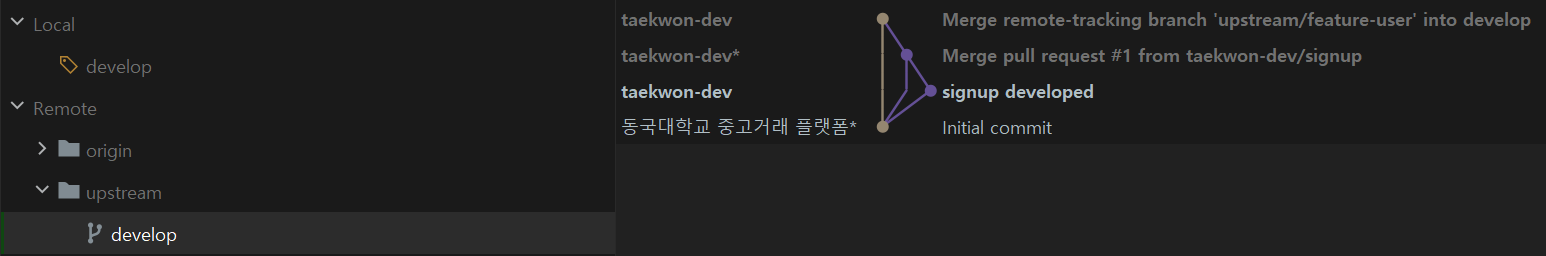 Local
develop
Remote
origin
upstream
develop
taekwon-dev Merge remote-tracking branch 'upstream/feature-user' into develop
taekwon-dev* Merge pull request #1 from taekwon-dev/signup
taekwon-dev signup developed
동국대학교 중고거래 플랫폼* Initial commit